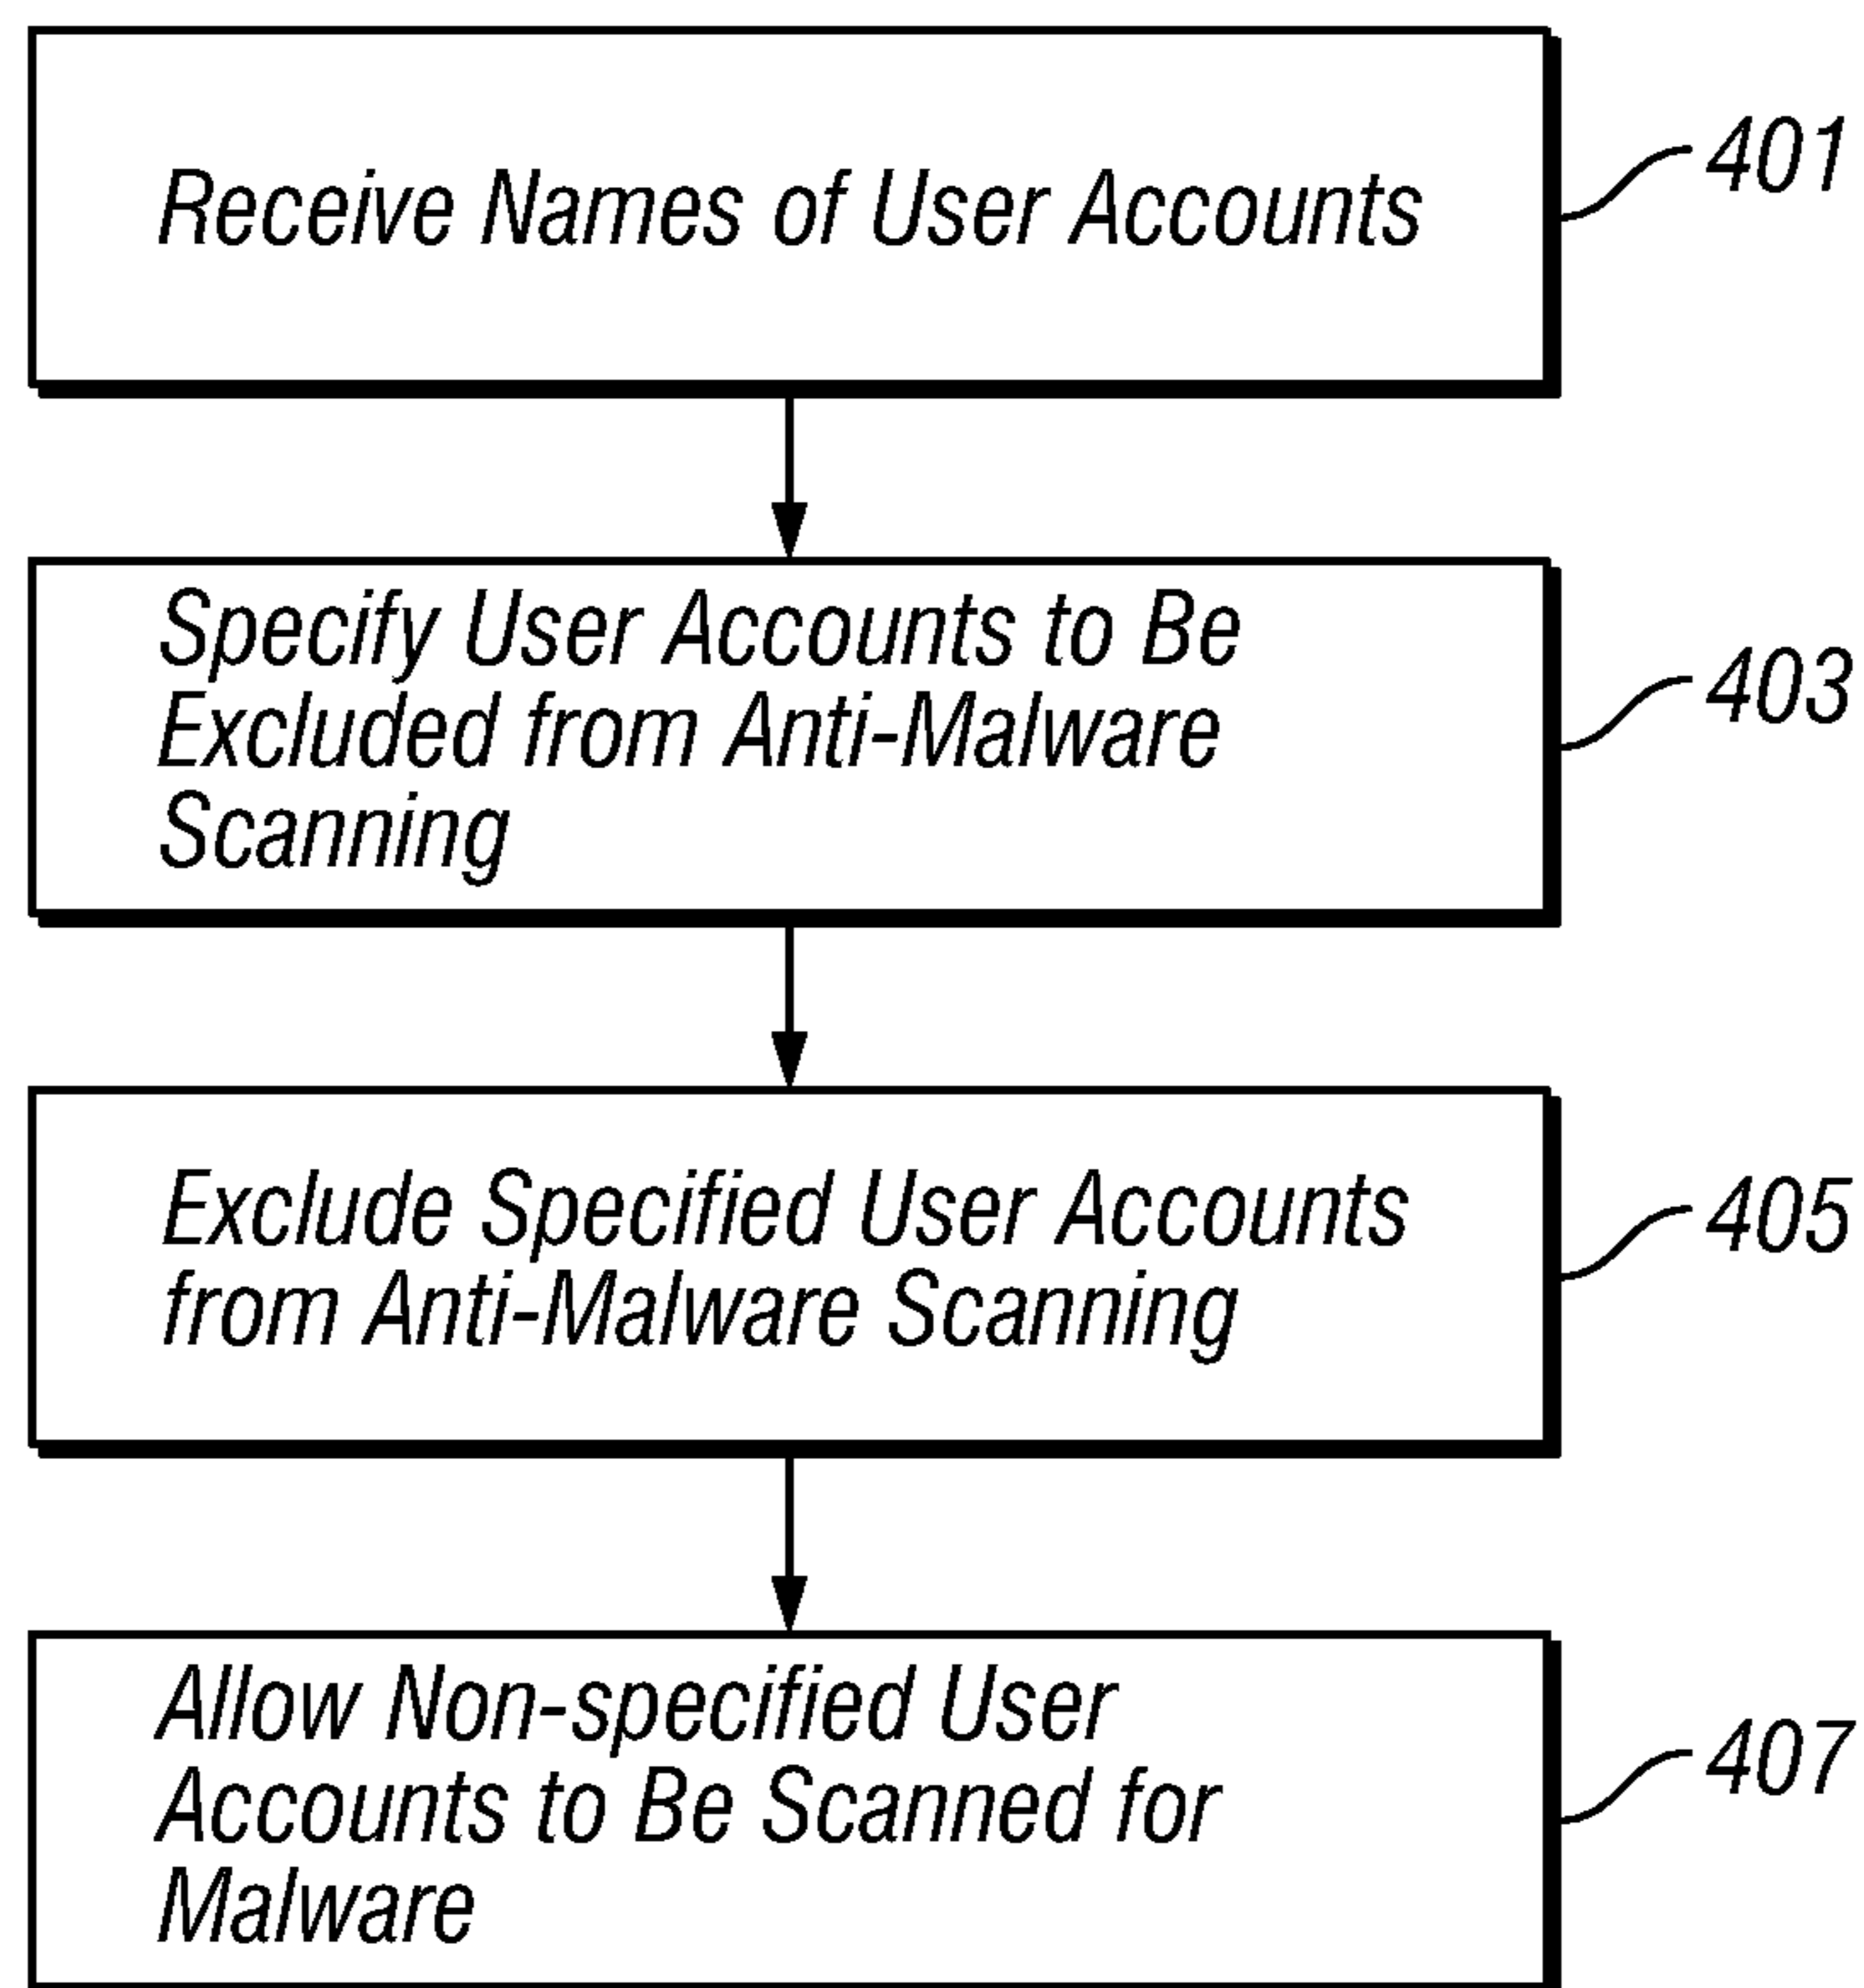 Receive Names of User Accounts
401
Specify User Accounts to Be
Excluded from Anti-Malware
Scanning
403
Exclude Specified User Accounts
from Anti-Malware Scanning
405
Allow Non-specified User
Accounts to Be Scanned for
Malware
407